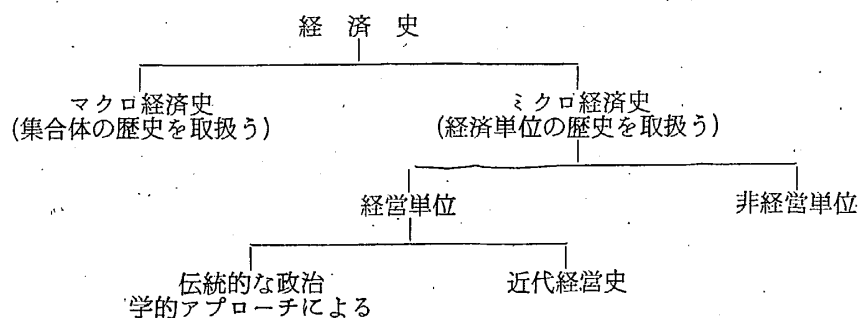 経済史
マクロ経済史
(集合体の歴史を取扱う)
ミクロ経済史
(経済単位の歴史を取扱う)
経営単位
非経営単位
伝統的な政治
学的アプローチによる
近代経営史